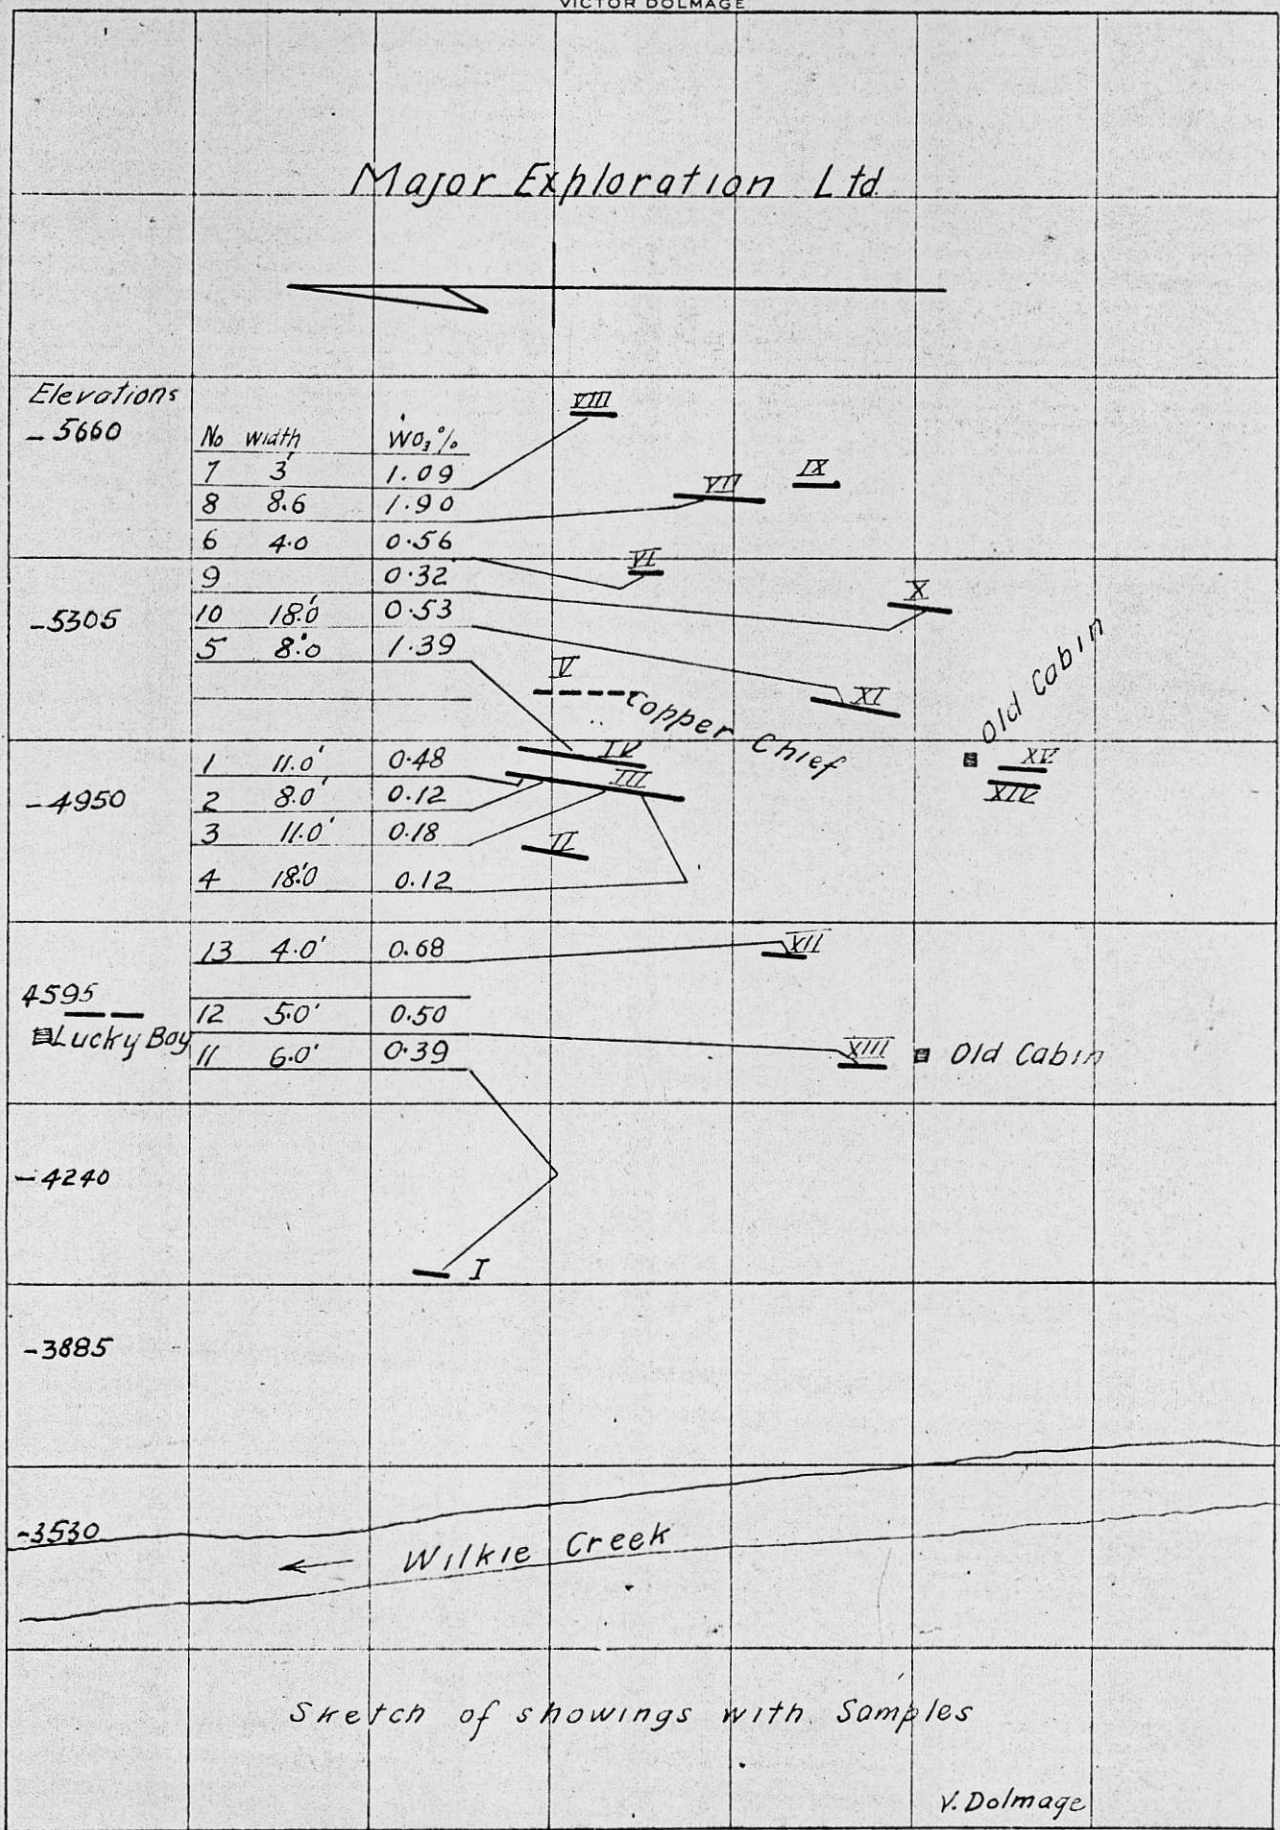 VICTOR DOLMAGE
Major Exploration Ltd
Elevations
- 5660
No width WO₃%
7 3' 1.09
8 8.6 1.90
6 4.0 0.56
9 0.32
10 18.0' 0.53
5 8.0' 1.39
VIII
VII
IX
VI
X
-5305
V
Copper Chief
XI
Old Cabin
IV
III
XV
XIV
1 11.0' 0.48
2 8.0' 0.12
3 11.0' 0.18
4 18.0' 0.12
-4950
II
13 4.0' 0.68
XII
4595
Lucky Boy
12 5.0' 0.50
11 6.0' 0.39
XIII
Old Cabin
-4240
I
-3885
-3530
Wilkie Creek
Sketch of showings with Samples
V. Dolmage